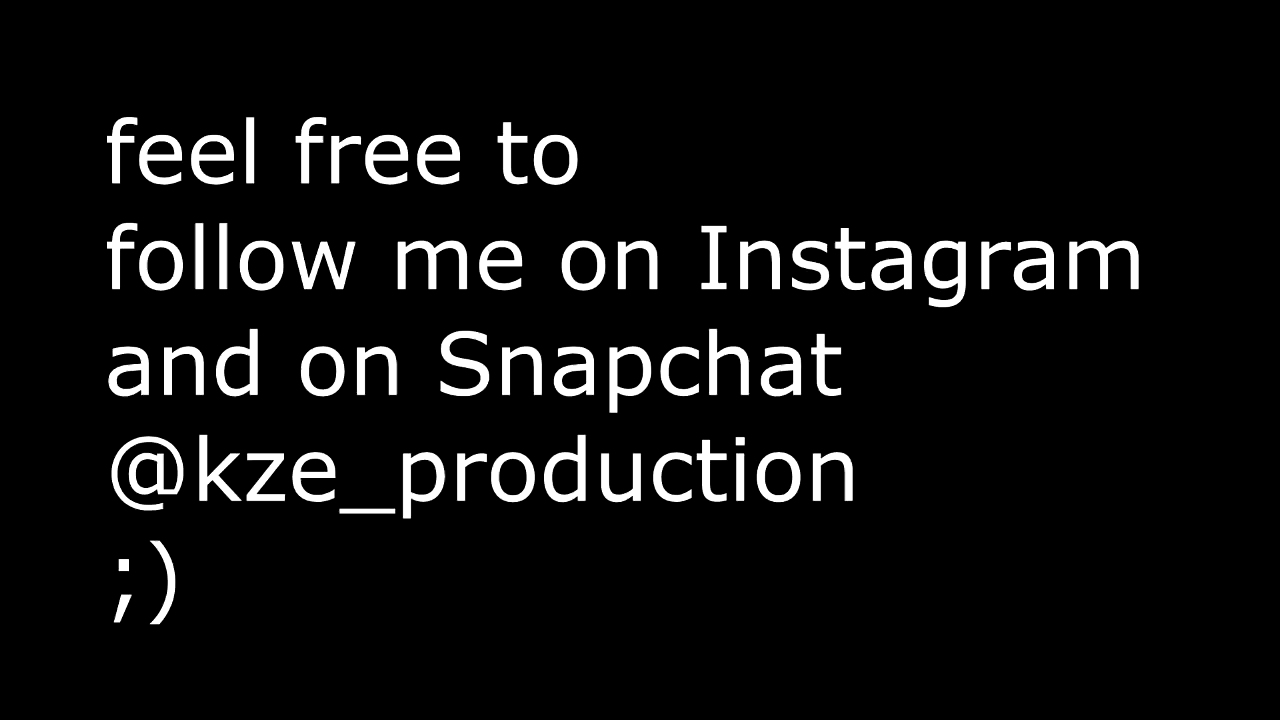 feel free to
follow me on Instagram
and on Snapchat
@kze_production
;)